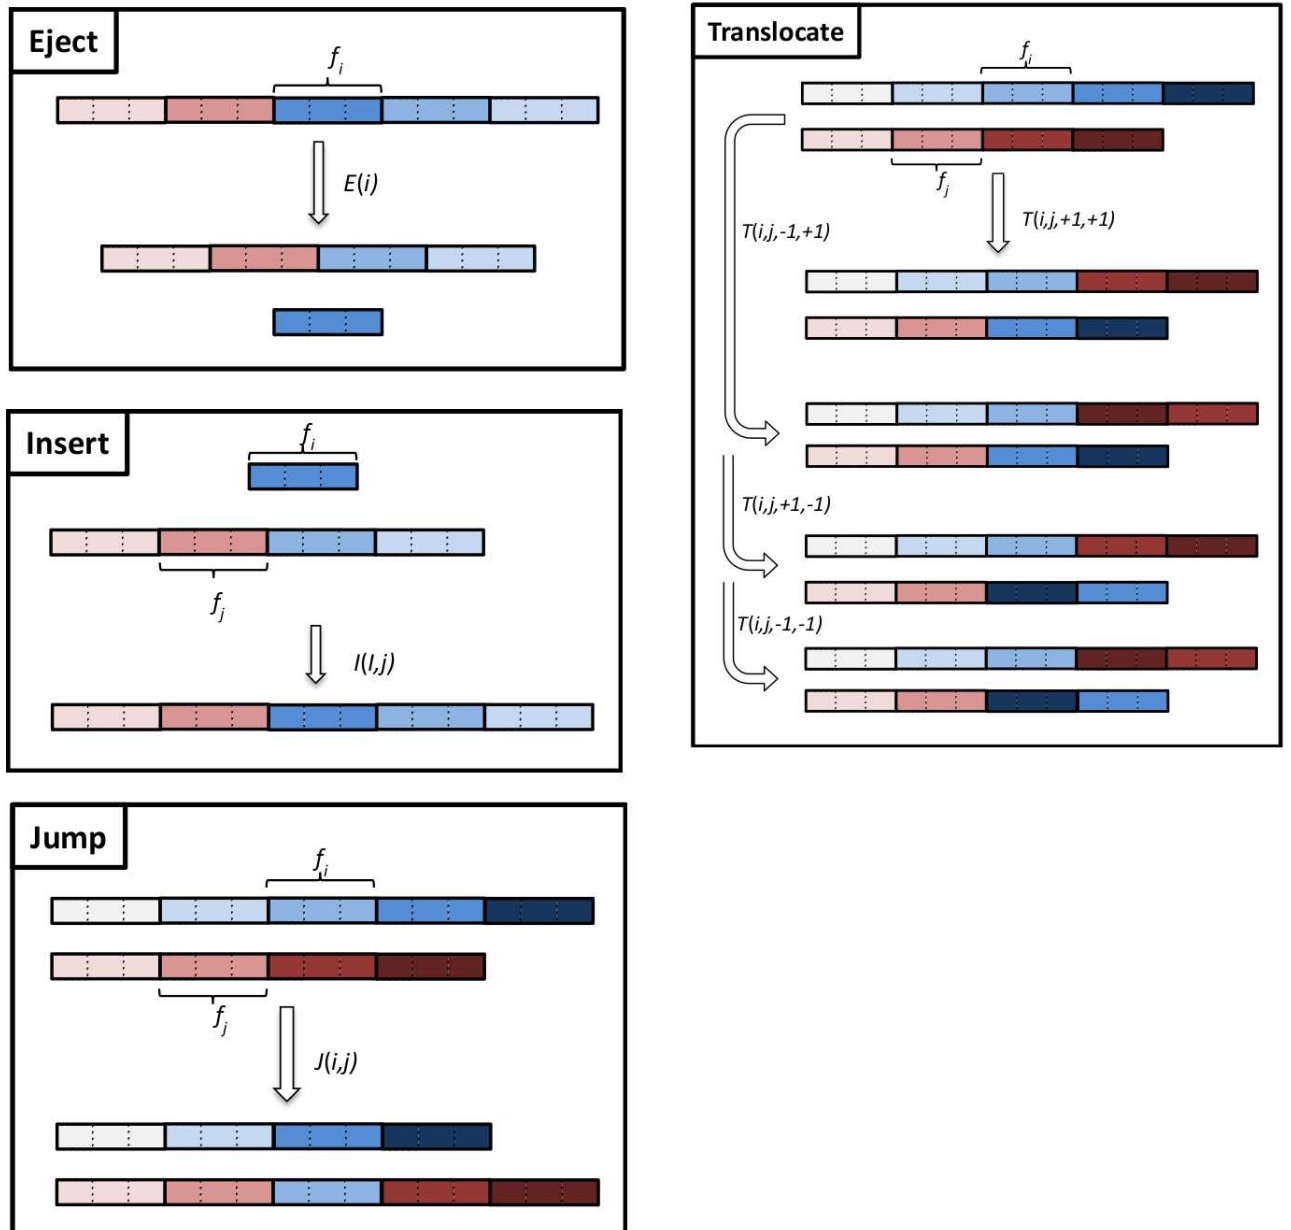 Eject
f_i
E(i)
Insert
f_i
f_j
I(I,j)
Jump
f_i
f_j
J(i,j)
Translocate
f_i
f_j
T(i,j,-1,+1)
T(i,j,+1,+1)
T(i,j,+1,-1)
T(i,j,-1,-1)